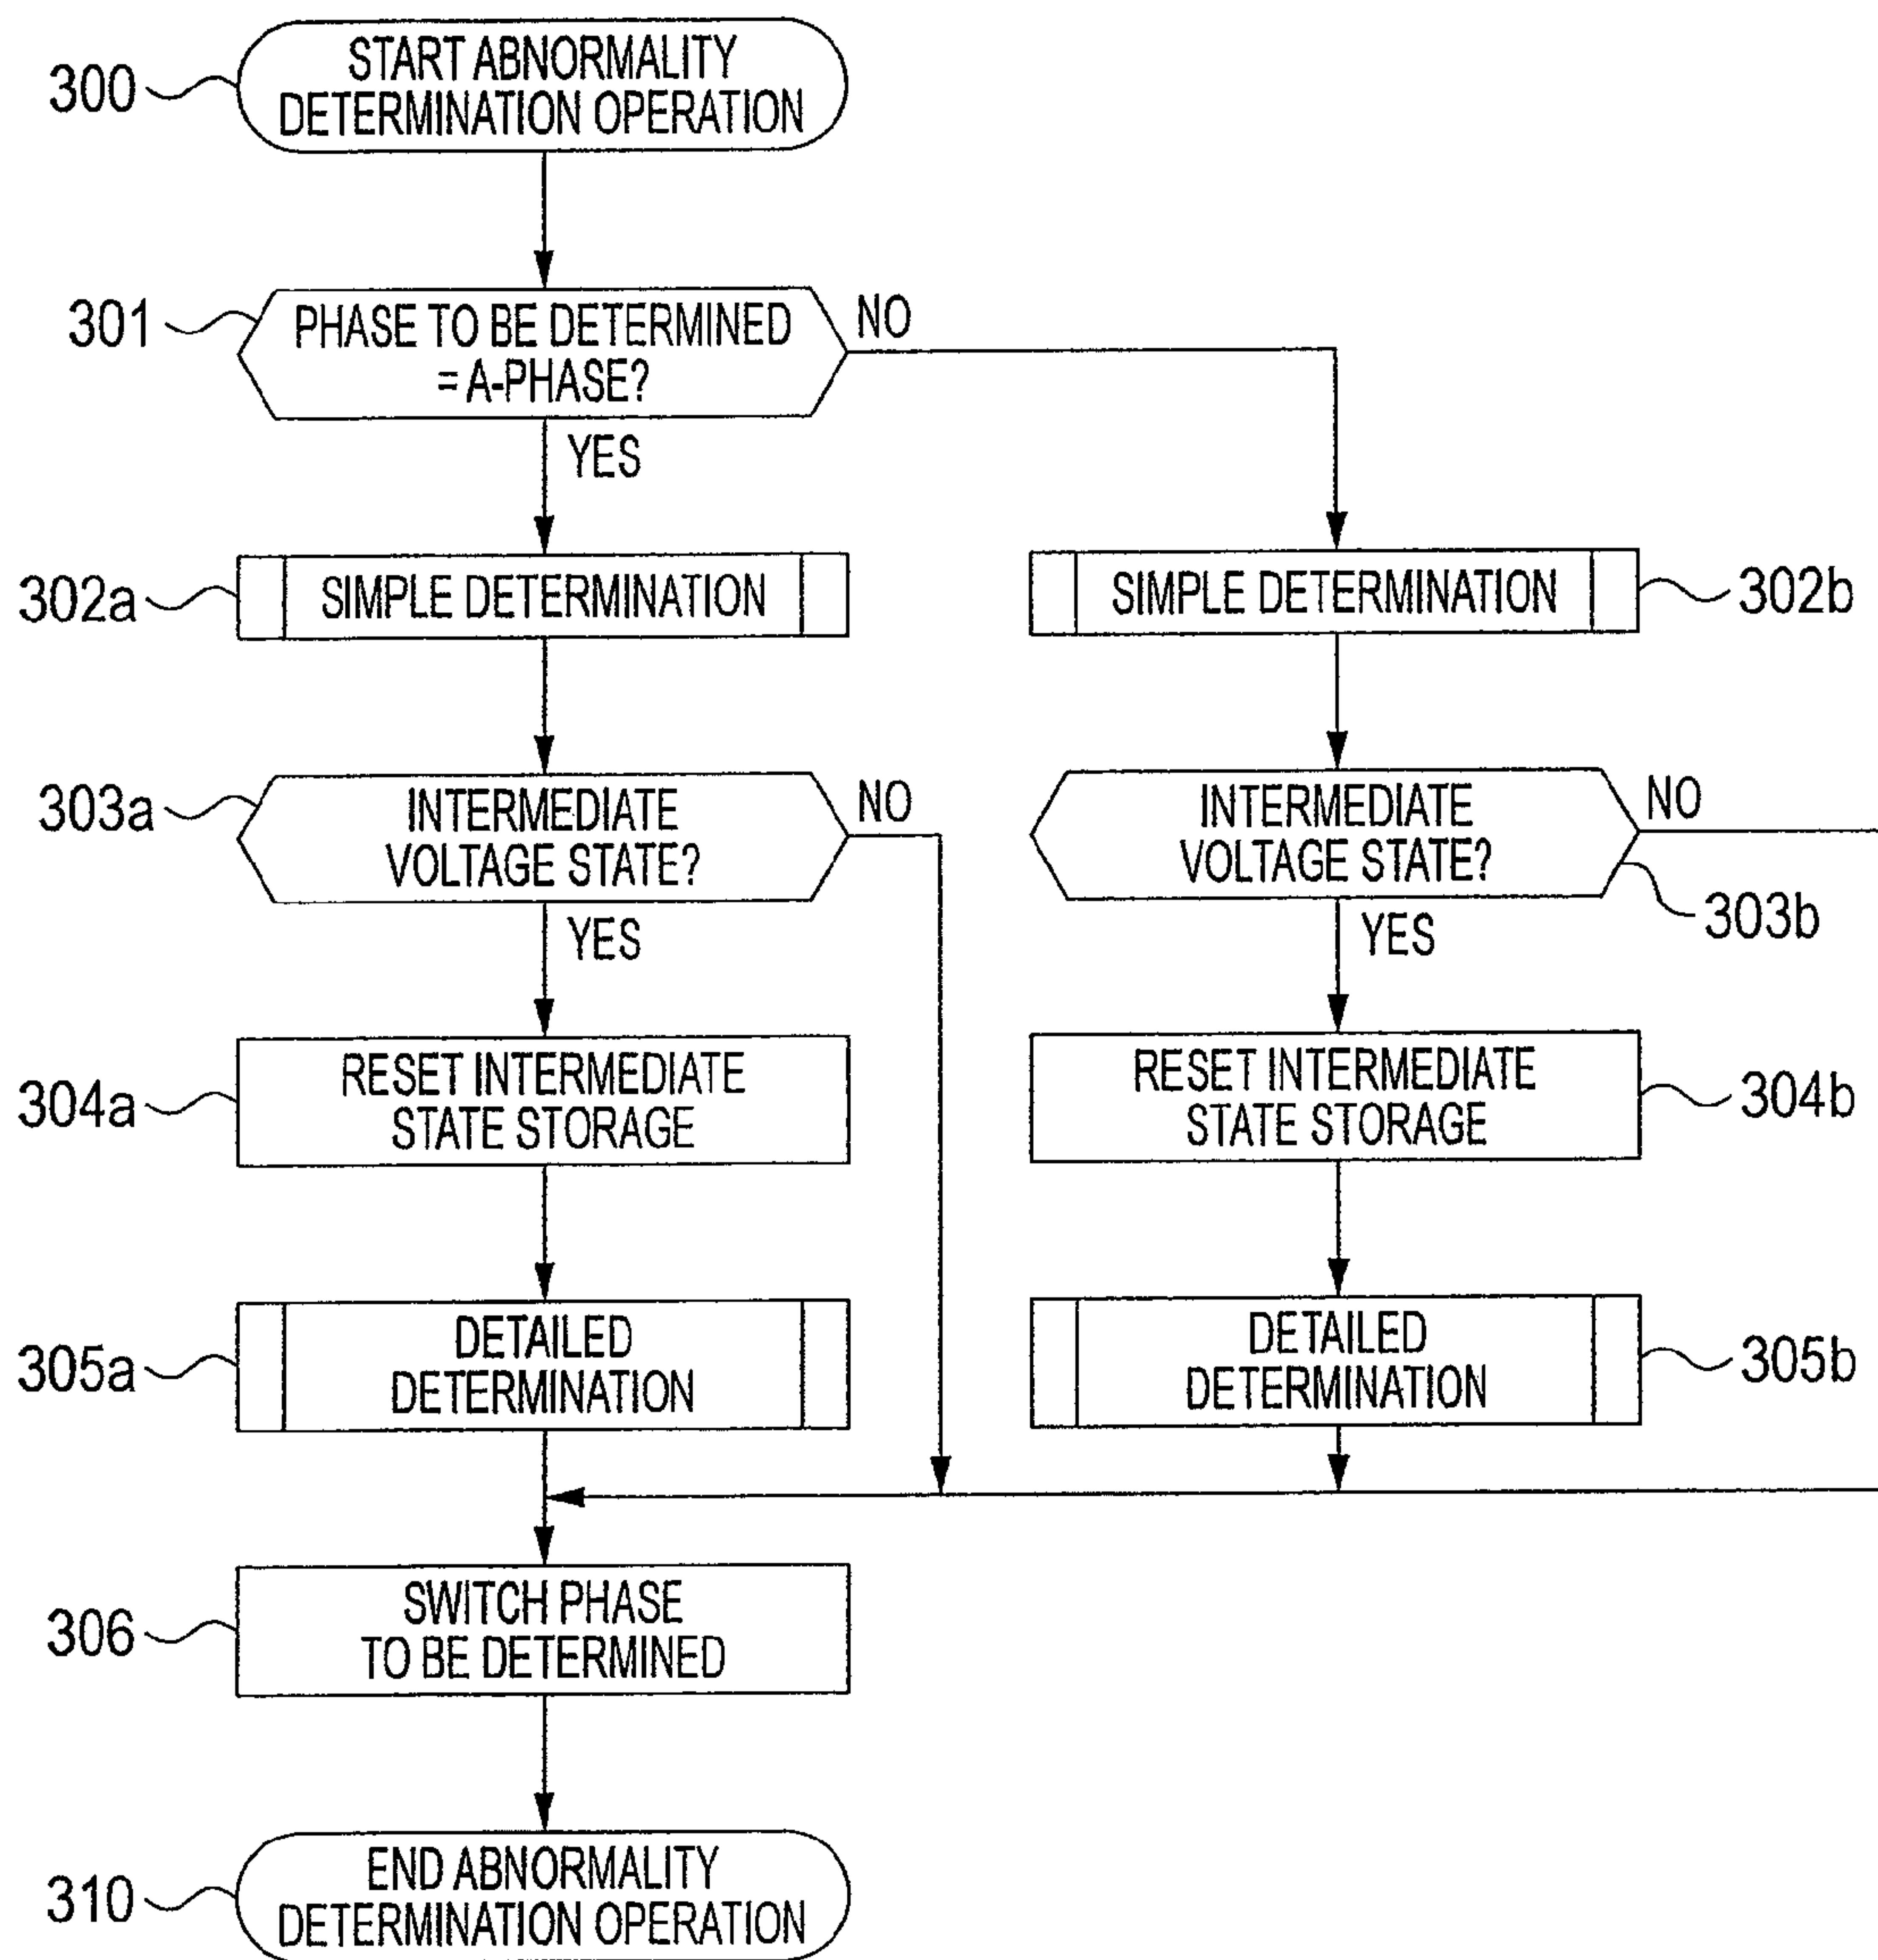 300
START ABNORMALITY
DETERMINATION OPERATION
301
PHASE TO BE DETERMINED
= A-PHASE?
NO
YES
302a
SIMPLE DETERMINATION
SIMPLE DETERMINATION
302b
303a
INTERMEDIATE
VOLTAGE STATE?
NO
YES
INTERMEDIATE
VOLTAGE STATE?
NO
303b
YES
304a
RESET INTERMEDIATE
STATE STORAGE
RESET INTERMEDIATE
STATE STORAGE
304b
305a
DETAILED
DETERMINATION
DETAILED
DETERMINATION
305b
306
SWITCH PHASE
TO BE DETERMINED
310
END ABNORMALITY
DETERMINATION OPERATION